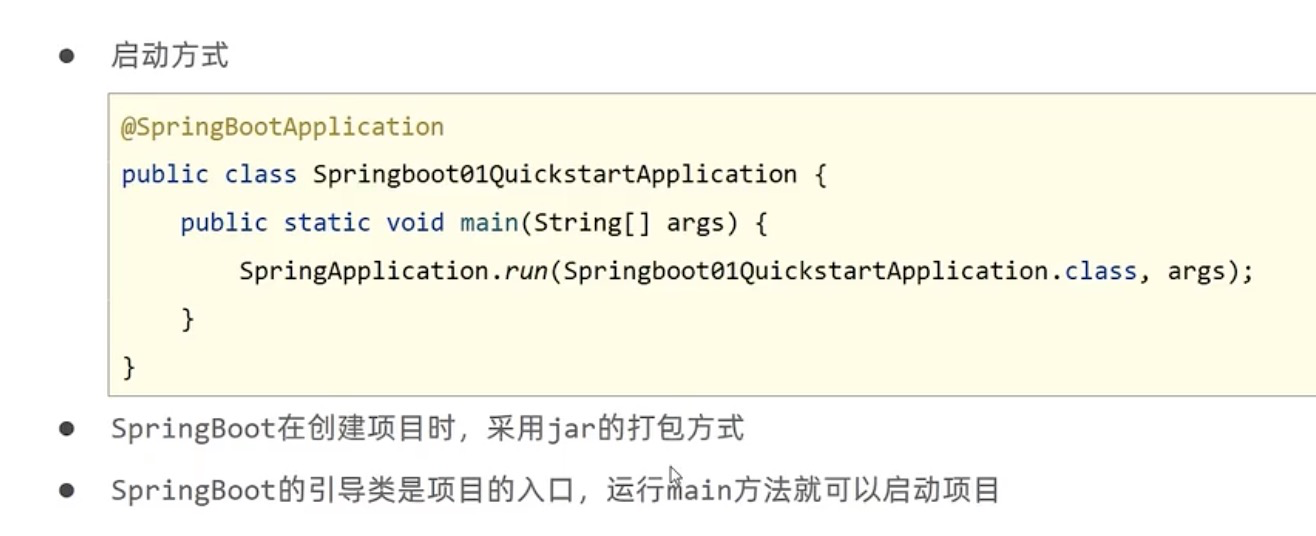 启动方式
@SpringBootApplication
public class Springboot01QuickstartApplication {
public static void main(String[] args) {
SpringApplication.run(Springboot01QuickstartApplication.class, args);
}
}
SpringBoot在创建项目时，采用jar的打包方式
SpringBoot的引导类是项目的入口，运行main方法就可以启动项目